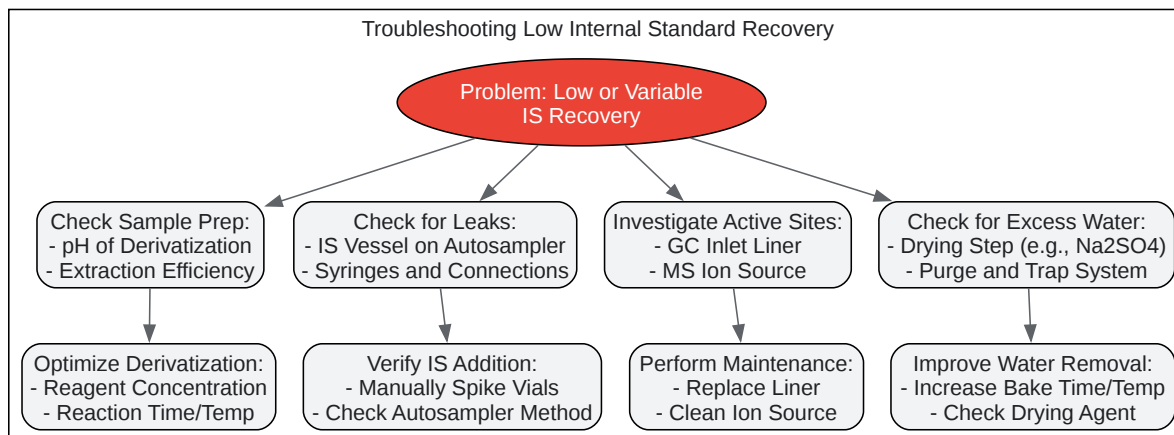 Troubleshooting Low Internal Standard Recovery
Problem: Low or Variable
IS Recovery
Check Sample Prep:
- pH of Derivatization
- Extraction Efficiency
Check for Leaks:
- IS Vessel on Autosampler
- Syringes and Connections
Investigate Active Sites:
- GC Inlet Liner
- MS Ion Source
Check for Excess Water:
- Drying Step (e.g., Na2SO4)
- Purge and Trap System
Optimize Derivatization:
- Reagent Concentration
- Reaction Time/Temp
Verify IS Addition:
- Manually Spike Vials
- Check Autosampler Method
Perform Maintenance:
- Replace Liner
- Clean Ion Source
Improve Water Removal:
- Increase Bake Time/Temp
- Check Drying Agent